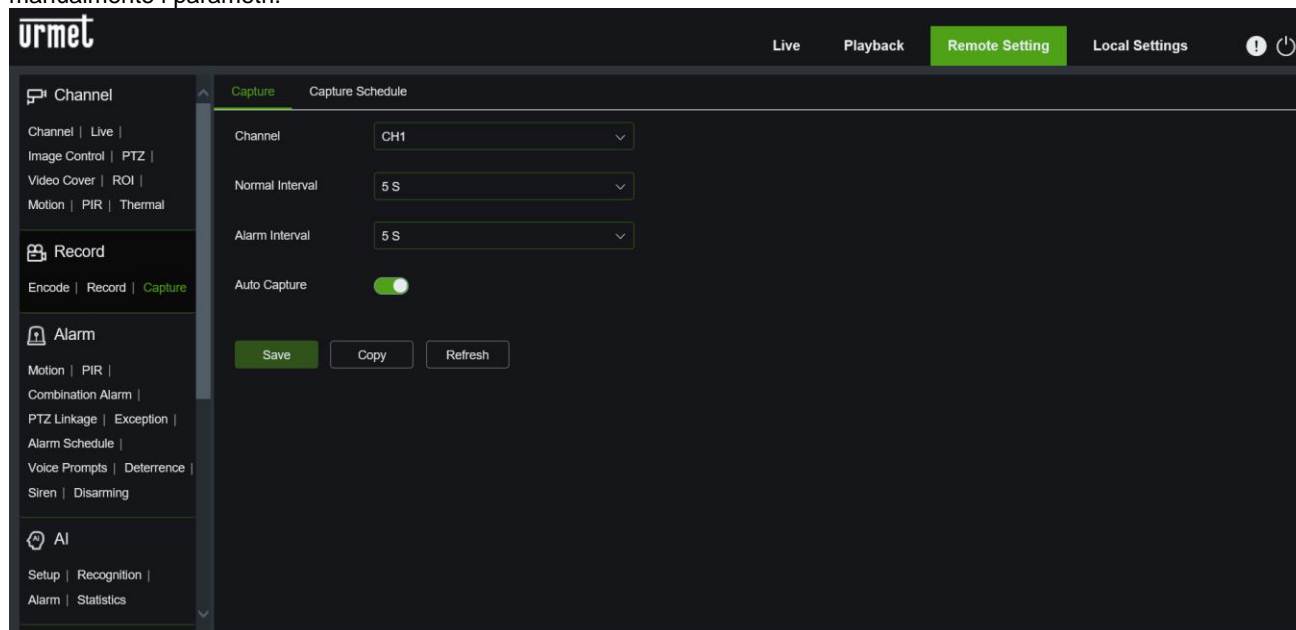 manualmente i parametri.
urmet
Live Playback Remote Setting Local Settings
Channel
Channel | Live |
Image Control | PTZ |
Video Cover | ROI |
Motion | PIR | Thermal
Record
Encode | Record | Capture
Alarm
Motion | PIR |
Combination Alarm |
PTZ Linkage | Exception |
Alarm Schedule |
Voice Prompts | Deterrence |
Siren | Disarming
AI
Setup | Recognition |
Alarm | Statistics
Capture Capture Schedule
Channel CH1
Normal Interval 5 S
Alarm Interval 5 S
Auto Capture
Save Copy Refresh